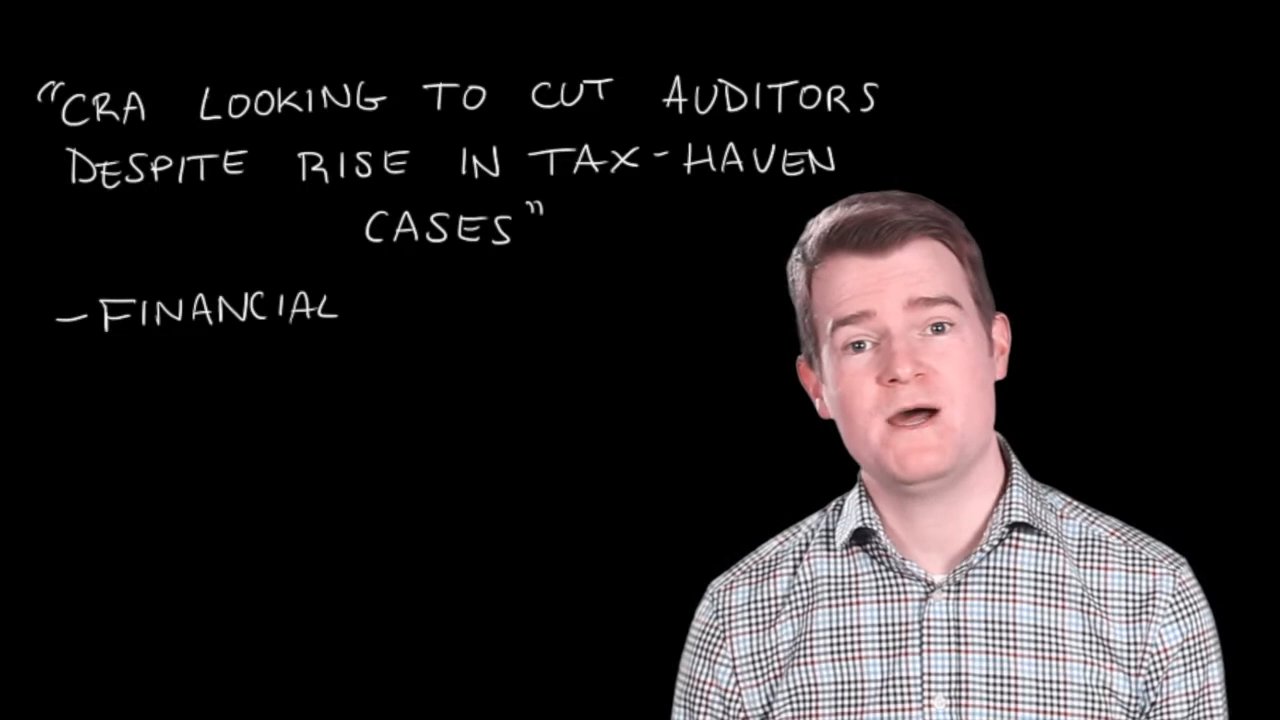 "CRA LOOKING TO CUT AUDITORS
DESPITE RISE IN TAX-HAVEN
CASES"
- FINANCIAL